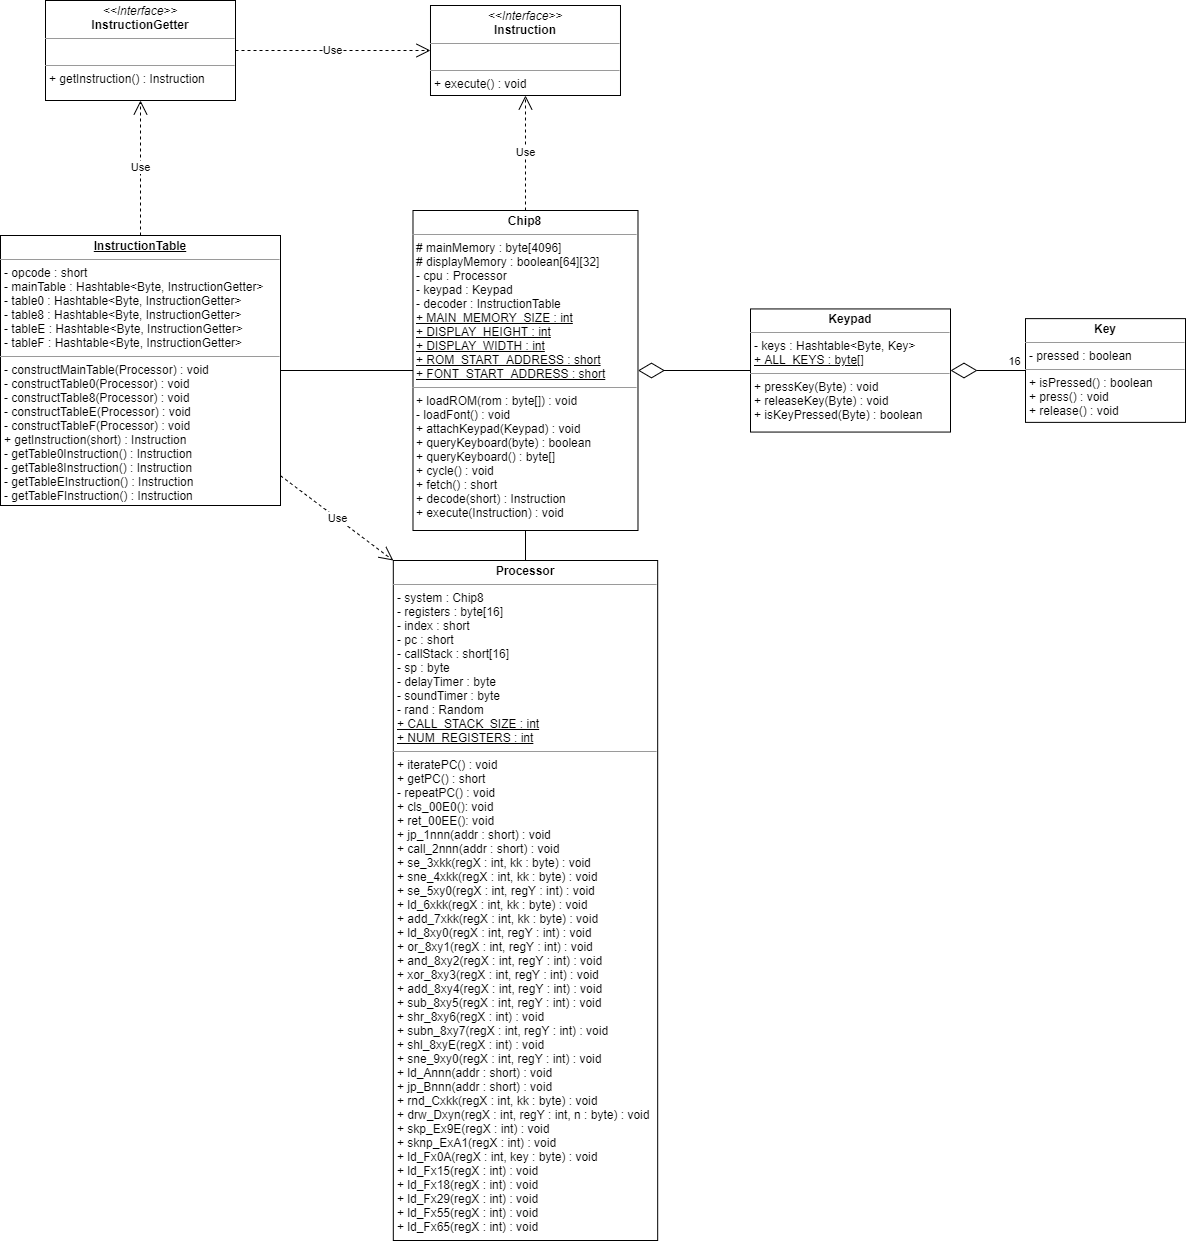 <<Interface>>
InstructionGetter
+ getInstruction() : Instruction
Use
<<Interface>>
Instruction
+ execute() : void
Use
Use
InstructionTable
- opcode : short
- mainTable : Hashtable<Byte, InstructionGetter>
- table0 : Hashtable<Byte, InstructionGetter>
- table8 : Hashtable<Byte, InstructionGetter>
- tableE : Hashtable<Byte, InstructionGetter>
- tableF : Hashtable<Byte, InstructionGetter>
- constructMainTable(Processor) : void
- constructTable0(Processor) : void
- constructTable8(Processor) : void
- constructTableE(Processor) : void
- constructTableF(Processor) : void
+ getInstruction(short) : Instruction
- getTable0Instruction() : Instruction
- getTable8Instruction() : Instruction
- getTableEInstruction() : Instruction
- getTableFInstruction() : Instruction
Use
Chip8
# mainMemory : byte[4096]
# displayMemory : boolean[64][32]
- cpu : Processor
- keypad : Keypad
- decoder : InstructionTable
+ MAIN_MEMORY_SIZE : int
+ DISPLAY_HEIGHT : int
+ DISPLAY_WIDTH : int
+ ROM_START_ADDRESS : short
+ FONT_START_ADDRESS : short
+ loadROM(rom : byte[]) : void
- loadFont() : void
+ attachKeypad(Keypad) : void
+ queryKeyboard(byte) : boolean
+ queryKeyboard() : byte[]
+ cycle() : void
+ fetch() : short
+ decode(short) : Instruction
+ execute(Instruction) : void
Keypad
- keys : Hashtable<Byte, Key>
+ ALL_KEYS : byte[]
+ pressKey(Byte) : void
+ releaseKey(Byte) : void
+ isKeyPressed(Byte) : boolean
16
Key
- pressed : boolean
+ isPressed() : boolean
+ press() : void
+ release() : void
Processor
- system : Chip8
- registers : byte[16]
- index : short
- pc : short
- callStack : short[16]
- sp : byte
- delayTimer : byte
- soundTimer : byte
- rand : Random
+ CALL_STACK_SIZE : int
+ NUM_REGISTERS : int
+ iteratePC() : void
+ getPC() : short
- repeatPC() : void
+ cls_00E0(): void
+ ret_00EE(): void
+ jp_1nnn(addr : short) : void
+ call_2nnn(addr : short) : void
+ se_3xkk(regX : int, kk : byte) : void
+ sne_4xkk(regX : int, kk : byte) : void
+ se_5xy0(regX : int, regY : int) : void
+ ld_6xkk(regX : int, kk : byte) : void
+ add_7xkk(regX : int, kk : byte) : void
+ ld_8xy0(regX : int, regY : int) : void
+ or_8xy1(regX : int, regY : int) : void
+ and_8xy2(regX : int, regY : int) : void
+ xor_8xy3(regX : int, regY : int) : void
+ add_8xy4(regX : int, regY : int) : void
+ sub_8xy5(regX : int, regY : int) : void
+ shr_8xy6(regX : int) : void
+ subn_8xy7(regX : int, regY : int) : void
+ shl_8xyE(regX : int) : void
+ sne_9xy0(regX : int, regY : int) : void
+ ld_Annn(addr : short) : void
+ jp_Bnnn(addr : short) : void
+ rnd_Cxkk(regX : int, kk : byte) : void
+ drw_Dxyn(regX : int, regY : int, n : byte) : void
+ skp_Ex9E(regX : int) : void
+ sknp_ExA1(regX : int) : void
+ ld_Fx0A(regX : int, key : byte) : void
+ ld_Fx15(regX : int) : void
+ ld_Fx18(regX : int) : void
+ ld_Fx29(regX : int) : void
+ ld_Fx55(regX : int) : void
+ ld_Fx65(regX : int) : void